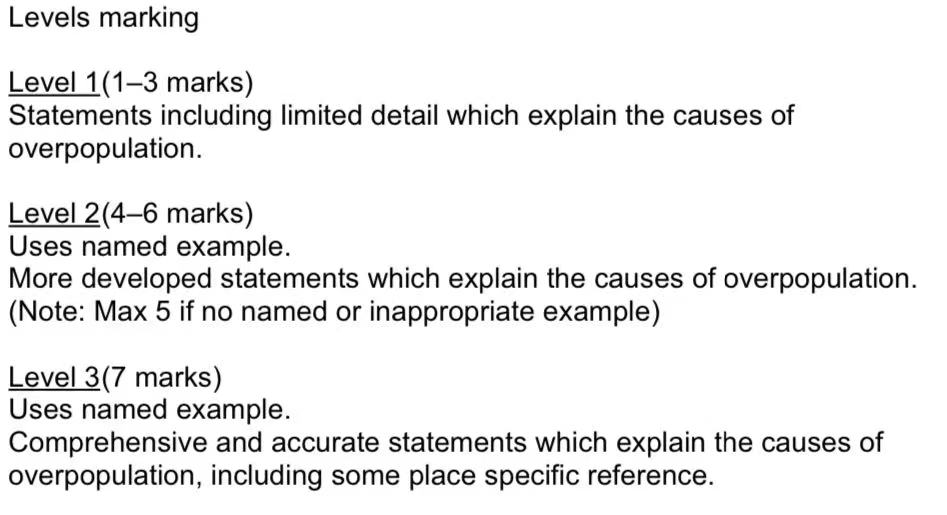 Levels marking
Level 1(1–3 marks)
Statements including limited detail which explain the causes of
overpopulation.
Level 2(4–6 marks)
Uses named example.
More developed statements which explain the causes of overpopulation.
(Note: Max 5 if no named or inappropriate example)
Level 3(7 marks)
Uses named example.
Comprehensive and accurate statements which explain the causes of
overpopulation, including some place specific reference.